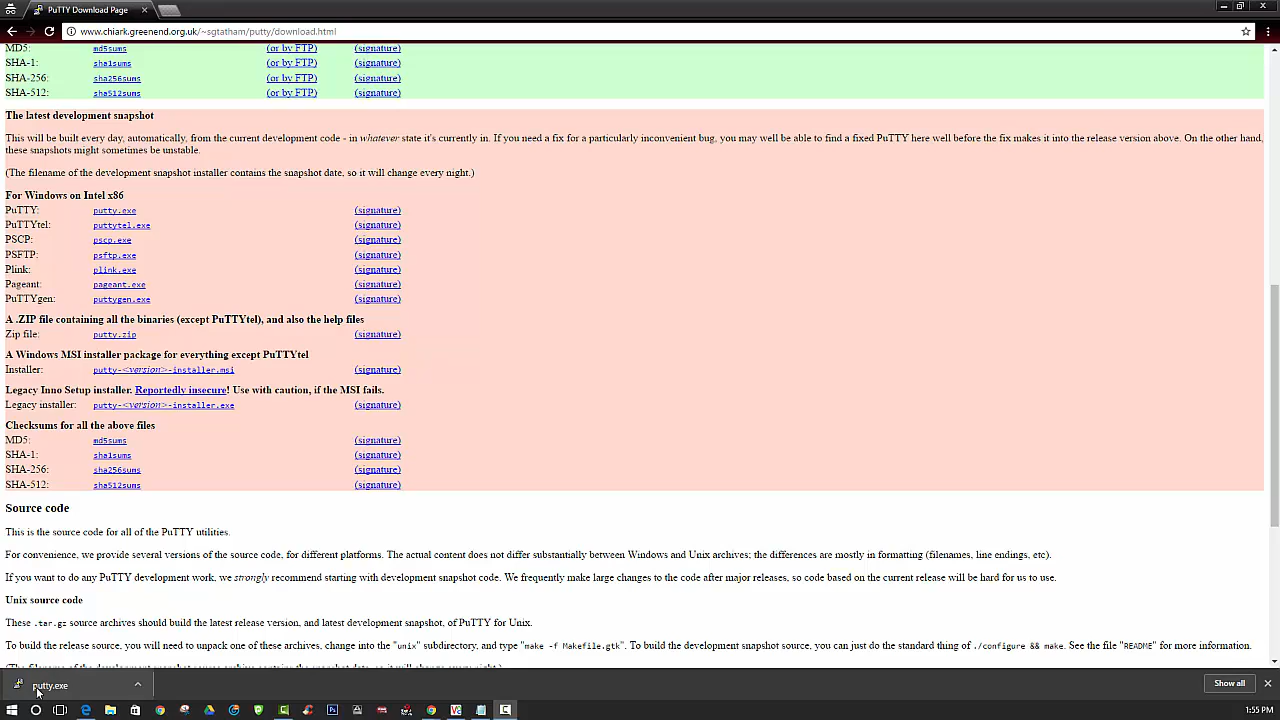 PuTTY Download Page
www.chiark.greenend.org.uk/~sgtatham/putty/download.html
MD5: md5sums (or by FTP) (signature)
SHA-1: sha1sums (or by FTP) (signature)
SHA-256: sha256sums (or by FTP) (signature)
SHA-512: sha512sums (or by FTP) (signature)
The latest development snapshot
This will be built every day, automatically, from the current development code - in whatever state it's currently in. If you need a fix for a particularly inconvenient bug, you may well be able to find a fixed PuTTY here well before the fix makes it into the release version above. On the other hand,
these snapshots might sometimes be unstable.
(The filename of the development snapshot installer contains the snapshot date, so it will change every night.)
For Windows on Intel x86
PuTTY: putty.exe (signature)
PuTTYtel: puttytel.exe (signature)
PSCP: pscp.exe (signature)
PSFTP: psftp.exe (signature)
Plink: plink.exe (signature)
Pageant: pageant.exe (signature)
PuTTYgen: puttygen.exe (signature)
A .ZIP file containing all the binaries (except PuTTYtel), and also the help files
Zip file: putty.zip (signature)
A Windows MSI installer package for everything except PuTTYtel
Installer: putty-<version>-installer.msi (signature)
Legacy Inno Setup installer. Reportedly insecure! Use with caution, if the MSI fails.
Legacy installer: putty-<version>-installer.exe (signature)
Checksums for all the above files
MD5: md5sums (signature)
SHA-1: sha1sums (signature)
SHA-256: sha256sums (signature)
SHA-512: sha512sums (signature)
Source code
This is the source code for all of the PuTTY utilities.
For convenience, we provide several versions of the source code, for different platforms. The actual content does not differ substantially between Windows and Unix archives; the differences are mostly in formatting (filenames, line endings, etc).
If you want to do any PuTTY development work, we strongly recommend starting with development snapshot code. We frequently make large changes to the code after major releases, so code based on the current release will be hard for us to use.
Unix source code
These .tar.gz source archives should build the latest release version, and latest development snapshot, of PuTTY for Unix.
To build the release source, you will need to unpack one of these archives, change into the "unix" subdirectory, and type "make -f Makefile.gtk". To build the development snapshot source, you can just do the standard thing of ./configure && make. See the file "README" for more information.
(The filename of the development snapshot source archive contains the snapshot date, so it will change every night.)
putty.exe
Show all
1:55 PM